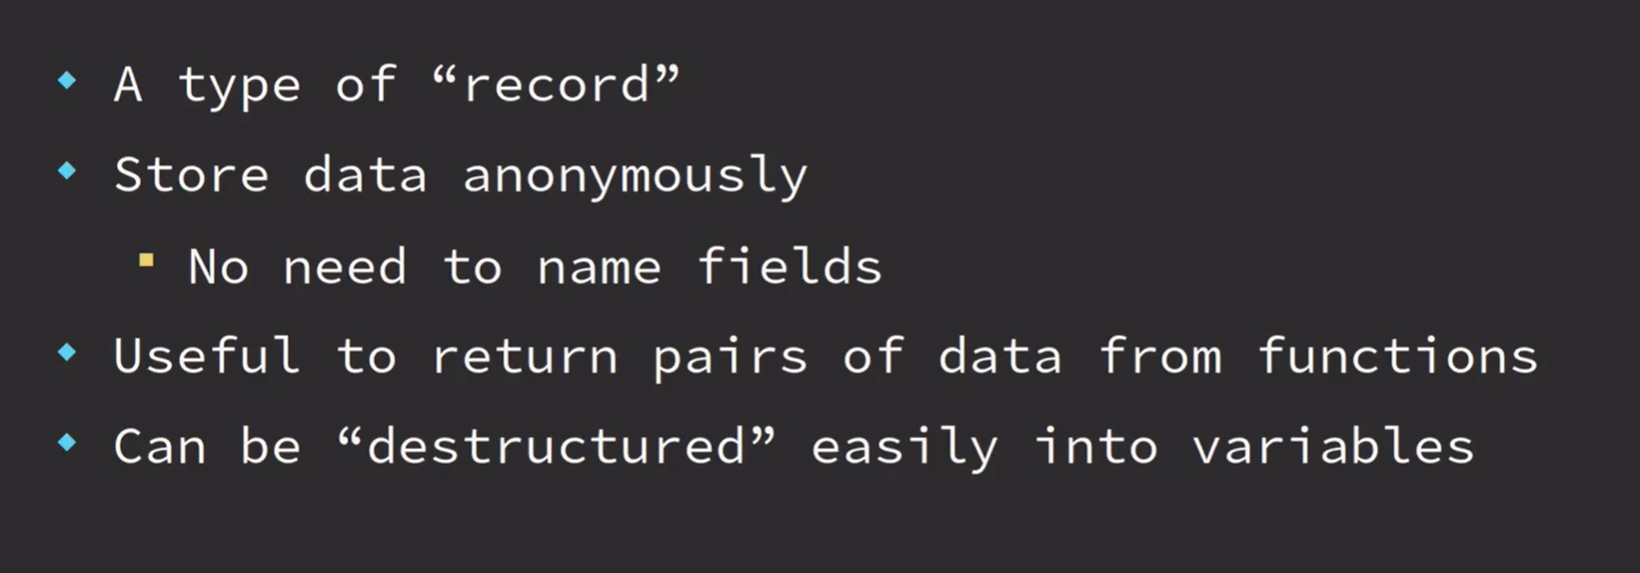 A type of “record”
Store data anonymously
No need to name fields
Useful to return pairs of data from functions
Can be “destructured” easily into variables